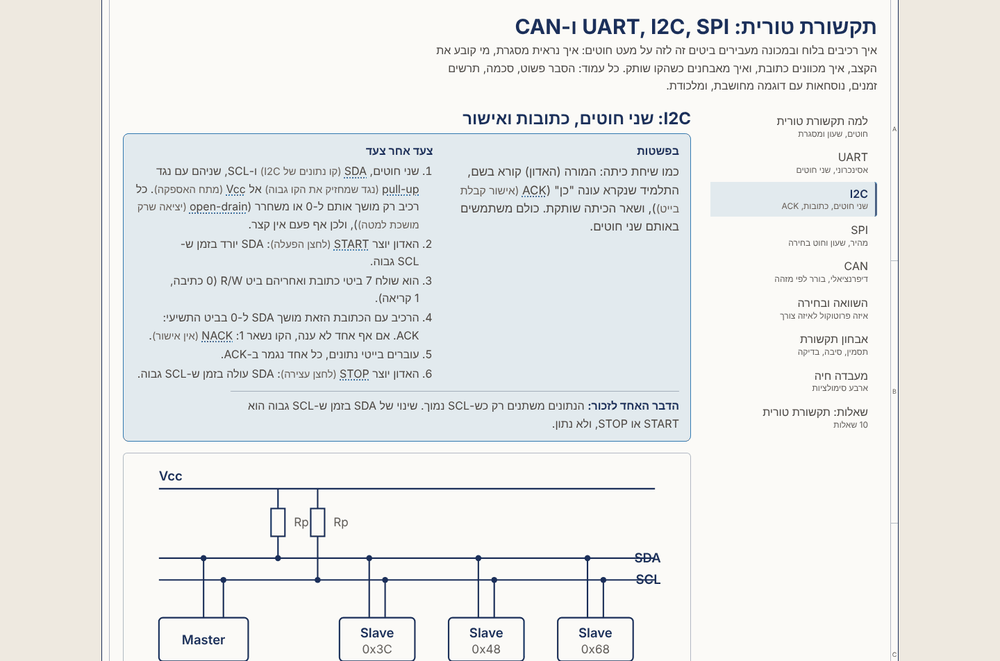 תקשורת טורית: UART, I2C, SPI ו-CAN
איך רכיבים בלוח ובמכונה מעבירים ביטים זה לזה על מעט חוטים: איך נראית מסגרת, מי קובע את
הקצב, איך מכוונים כתובת, ואיך מאבחנים כשהקו שותק. כל עמוד: הסבר פשוט, סכמה, תרשים
זמנים, נוסחאות עם דוגמה מחושבת, ומלכודת.
למה תקשורת טורית
חוטים, שעון ומסגרת
UART
אסינכרוני, שני חוטים
I2C
שני חוטים, כתובות, ACK
SPI
מהיר, שעון וחוט בחירה
CAN
דיפרנציאלי, בורר לפי מזהה
השוואה ובחירה
איזה פרוטוקול לאיזה צורך
אבחון תקשורת
תסמין, סיבה, בדיקה
מעבדה חיה
ארבע סימולציות
שאלות: תקשורת טורית
10 שאלות
I2C: שני חוטים, כתובות ואישור
בפשטות
כמו שיחת כיתה: המורה (האדון) קורא בשם,
התלמיד שנקרא עונה "כן" (ACK (אישור קבלת
בייט)), ושאר הכיתה שותקת. כולם משתמשים
באותם שני חוטים.
צעד אחר צעד
1. שני חוטים, SDA (קו נתונים של I2C) ו-SCL, שניהם עם נגד
pull-up (נגד שמחזיק את הקו גבוה) אל Vcc (מתח האספקה). כל
רכיב רק מושך אותם ל-0 או משחרר (open-drain (יציאה שרק
מושכת למטה)), ולכן אף פעם אין קצר.
2. האדון יוצר START (לחצן הפעלה): SDA יורד בזמן ש-
SCL גבוה.
3. הוא שולח 7 ביטי כתובת ואחריהם ביט R/W (0 כתיבה,
1 קריאה).
4. הרכיב עם הכתובת הזאת מושך SDA ל-0 בביט התשיעי:
ACK. אם אף אחד לא ענה, הקו נשאר 1: NACK (אין אישור).
5. עוברים בייטי נתונים, כל אחד נגמר ב-ACK.
6. האדון יוצר STOP (לחצן עצירה): SDA עולה בזמן ש-SCL גבוה.
הדבר האחד לזכור: הנתונים משתנים רק כש-SCL נמוך. שינוי של SDA בזמן ש-SCL גבוה הוא
START או STOP, ולא נתון.
Vcc
Rp Rp
SDA
SCL
Master
Slave
0x3C
Slave
0x48
Slave
0x68
A
B
C